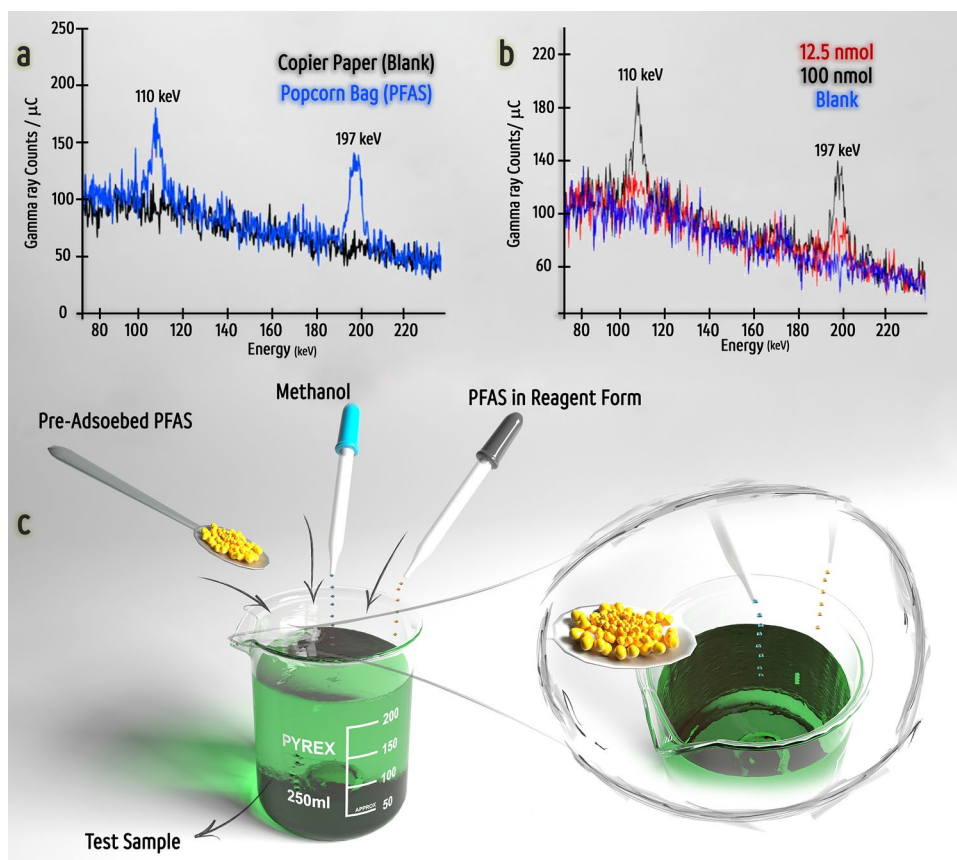 a
250
200
150
100
50
0
Gamma ray Counts / μC
Copier Paper (Blank)
Popcorn Bag (PFAS)
110 keV
197 keV
80 100 120 140 160 180 200 220
Energy (keV)
b
220
180
140
100
60
Gamma ray Counts/ μC
12.5 nmol
100 nmol
Blank
110 keV
197 keV
80 100 120 140 160 180 200 220
Energy (keV)
c
Pre-Adsoebed PFAS
Methanol
PFAS in Reagent Form
PYREX
250ml
200
150
100
APPROX 50
Test Sample